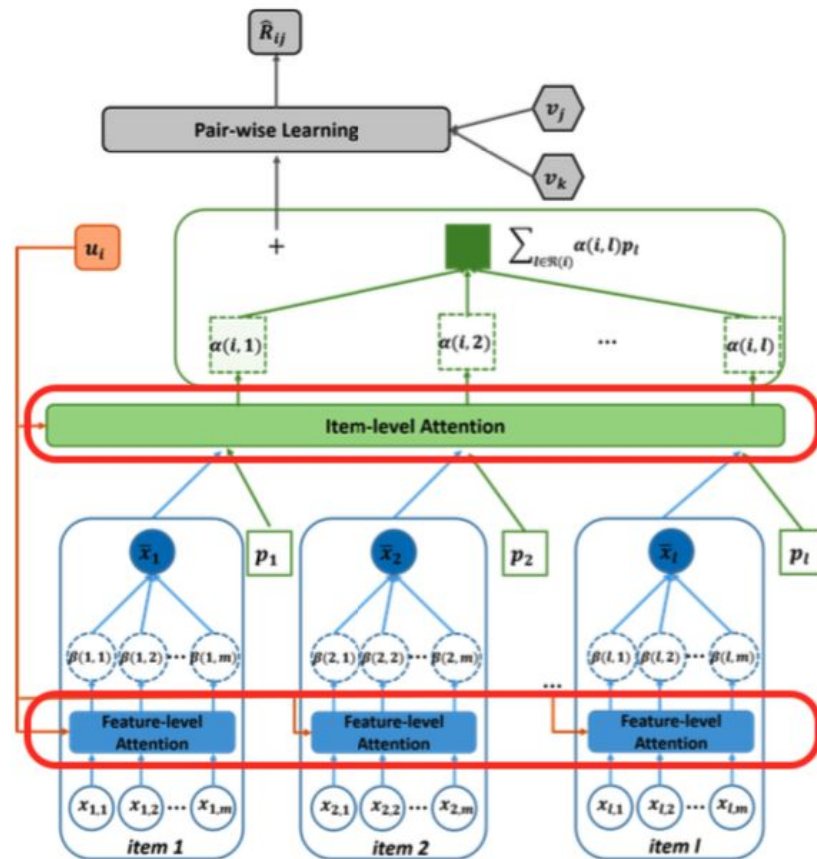 R̂ᵢⱼ
Pair-wise Learning
vⱼ
vₖ
uᵢ
+
∑_{l∈ℜ(i)} α(i, l)pₗ
α(i, 1) α(i, 2) ... α(i, l)
Item-level Attention
x̅₁ p₁ x̅₂ p₂ x̅ₗ pₗ
β(1, 1) β(1, 2) ... β(1, m) β(2, 1) β(2, 2) ... β(2, m) β(l, 1) β(l, 2) ... β(l, m)
...
Feature-level Attention Feature-level Attention Feature-level Attention
x₁,₁ x₁,₂ ... x₁,ₘ x₂,₁ x₂,₂ ... x₂,ₘ xₗ,₁ xₗ,₂ ... xₗ,ₘ
item 1 item 2 item l